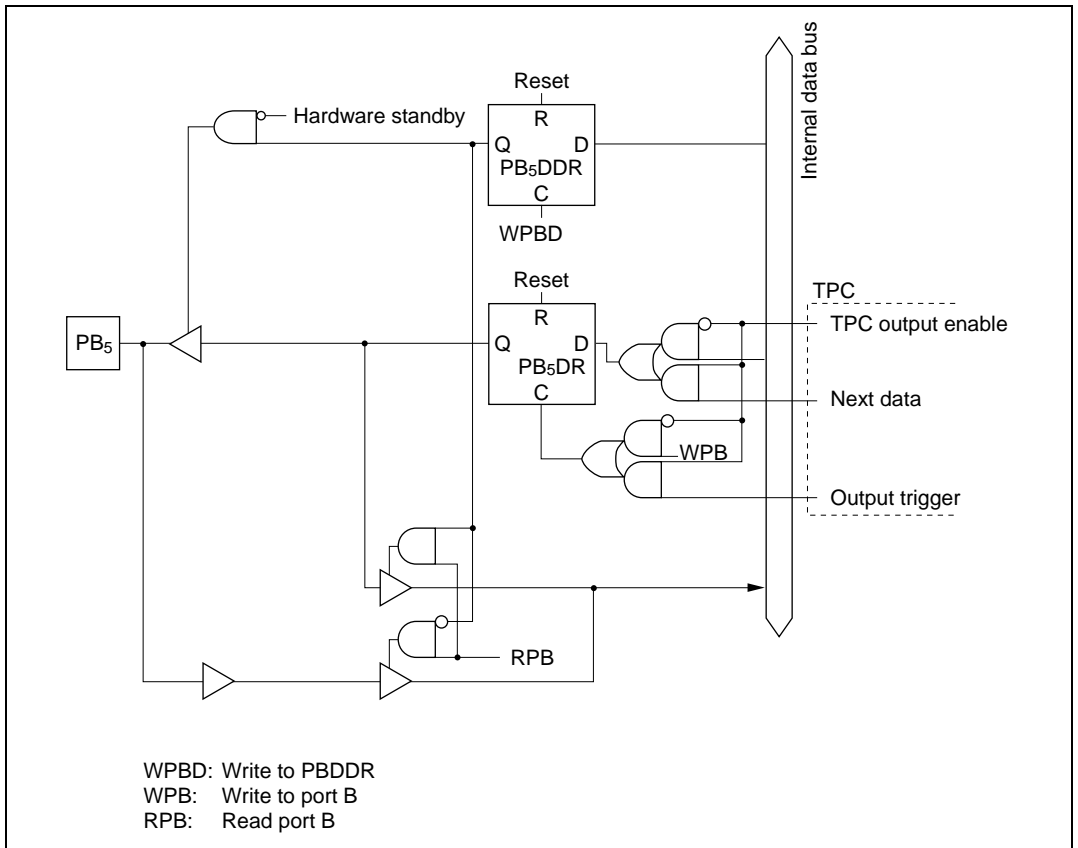 Reset
Hardware standby
R
Q D
PB₅DDR
C
WPBD
Internal data bus
Reset
TPC
R
TPC output enable
PB₅
Q D
PB₅DR
C
Next data
WPB
Output trigger
RPB
WPBD: Write to PBDDR
WPB: Write to port B
RPB: Read port B